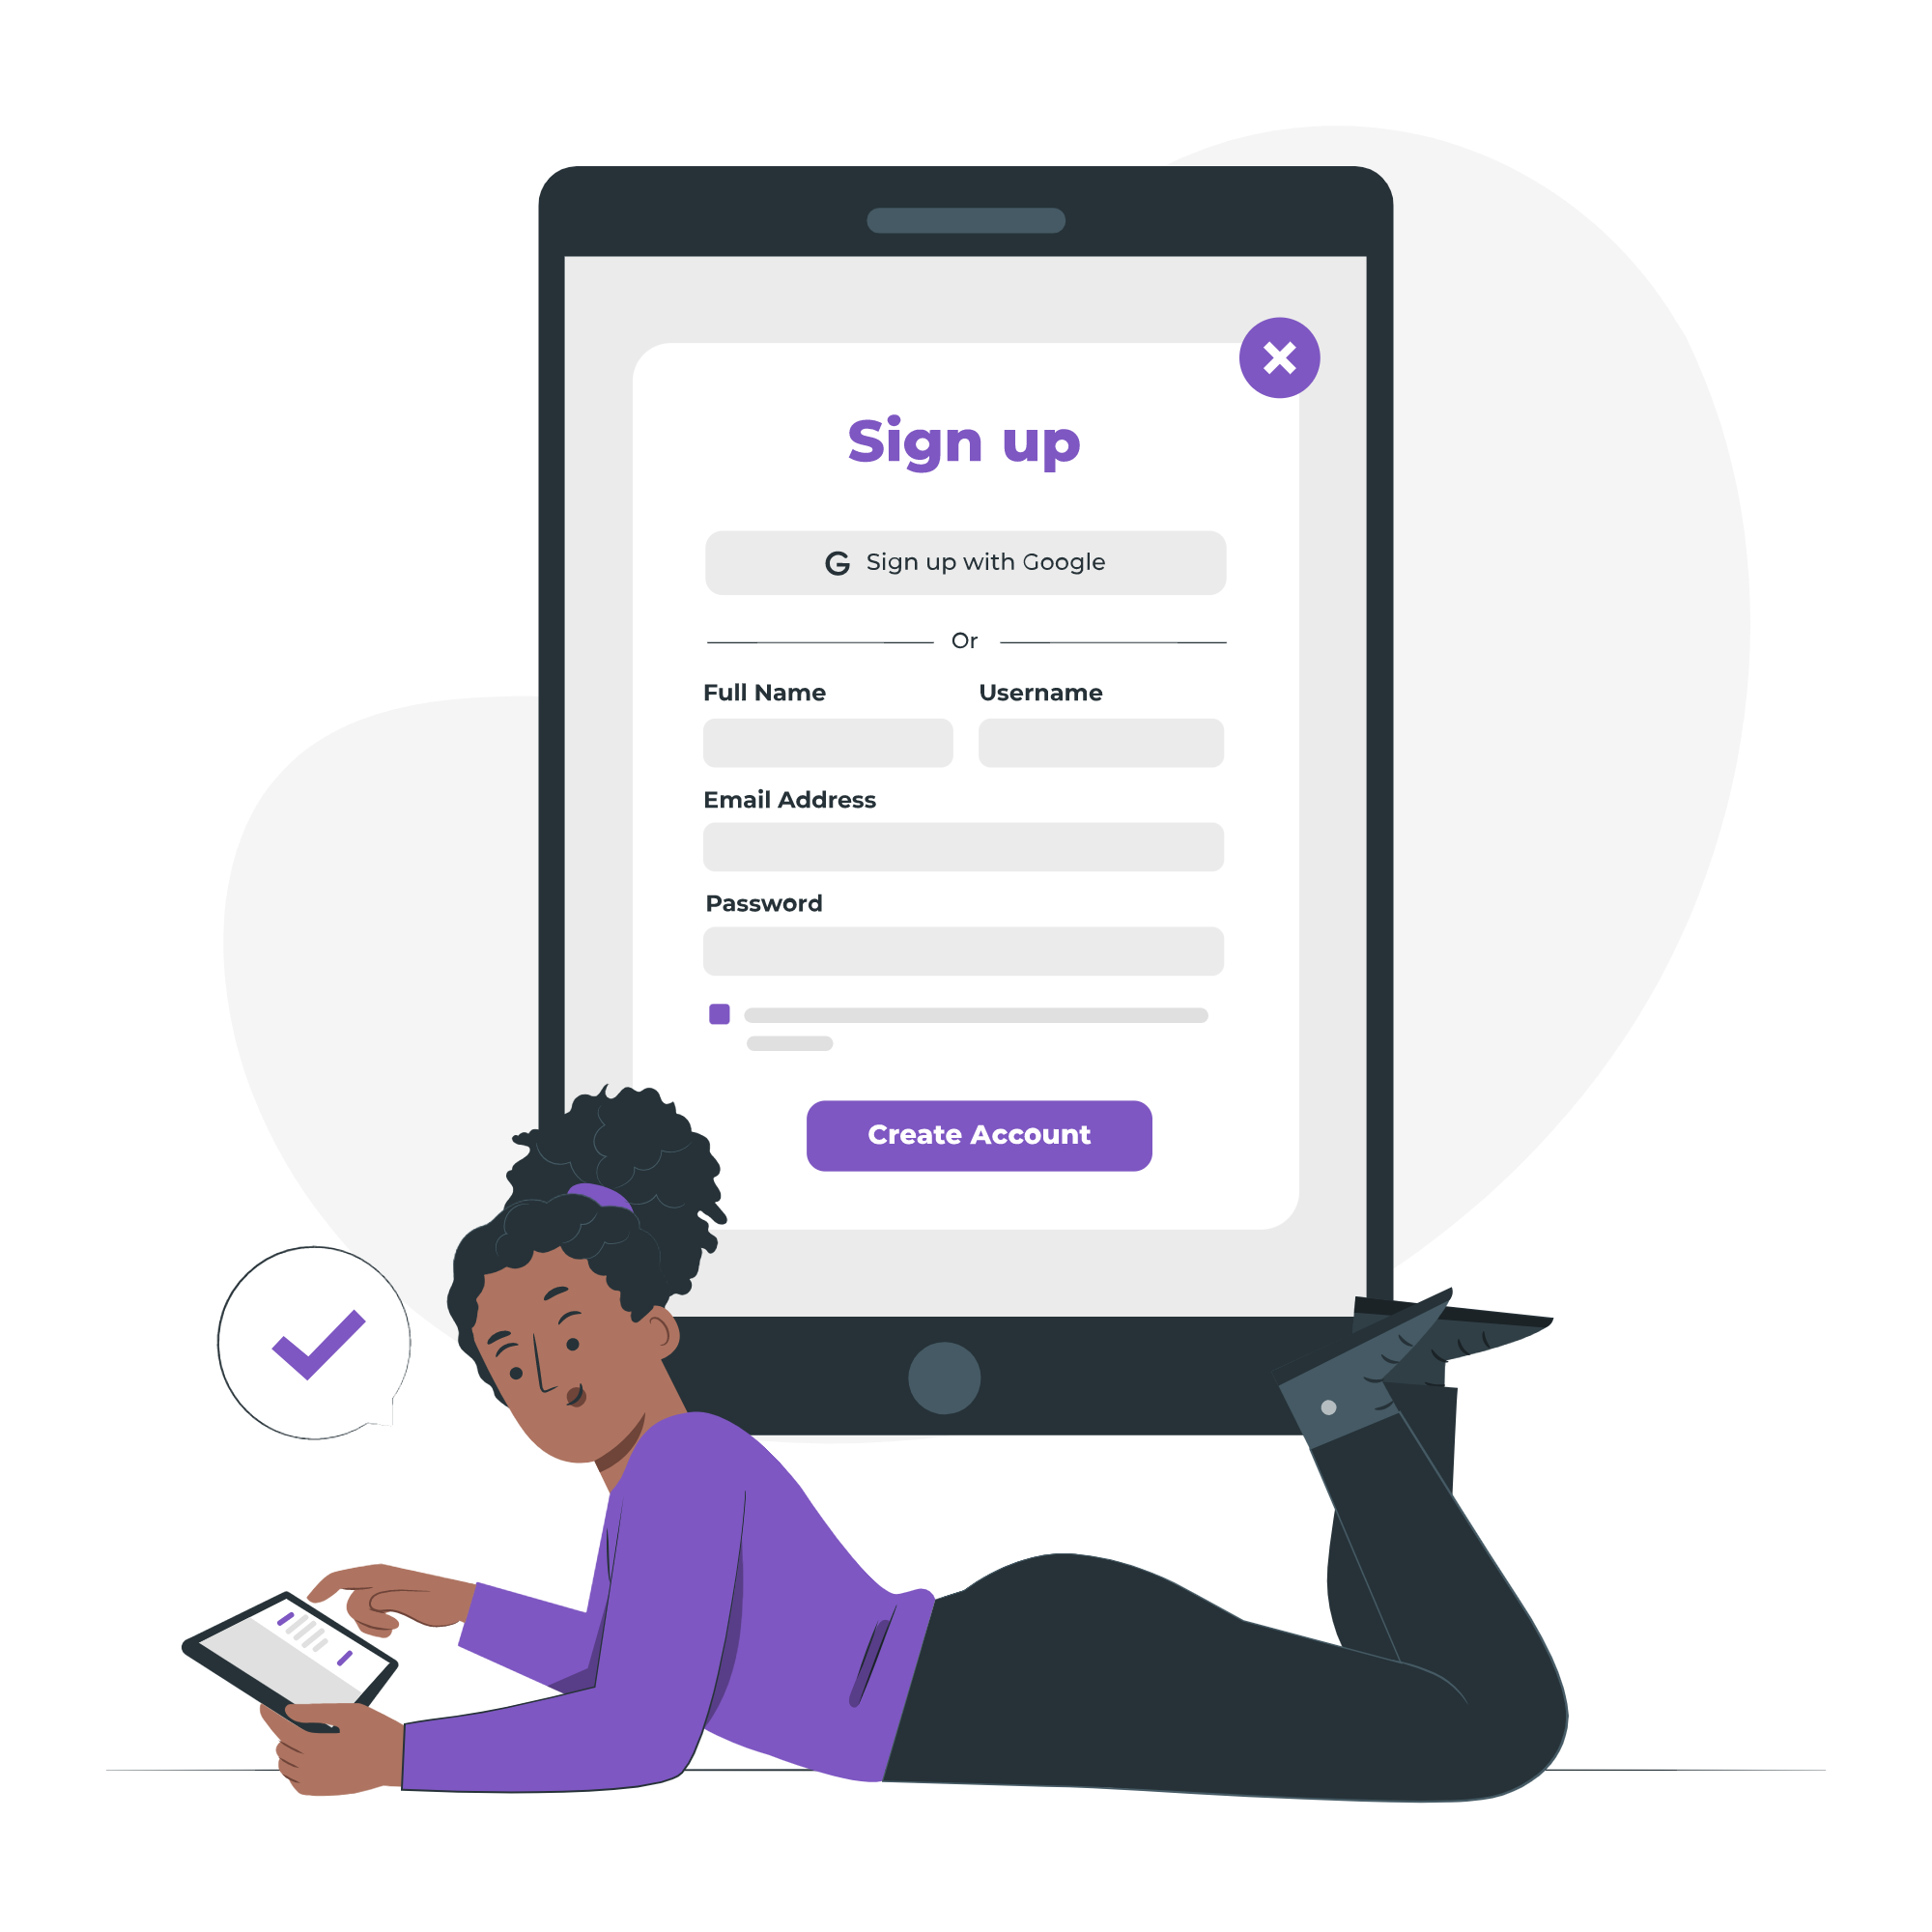 Sign up
G Sign up with Google
Or
Full Name Username
Email Address
Password
Create Account